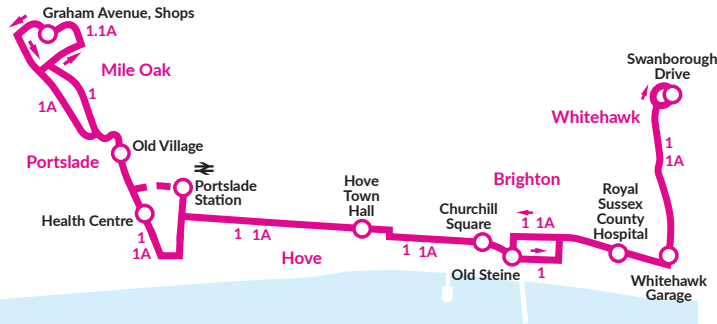 Graham Avenue, Shops
1.1A
Mile Oak
1
1A
Old Village
Portslade
Portslade
Station
Health Centre
1
1A
1 1A
Hove
Hove
Town
Hall
1 1A
Churchill
Square
Old Steine
Brighton
1 1A
1
Royal
Sussex
County
Hospital
Whitehawk
Garage
1
1A
Whitehawk
Swanborough
Drive